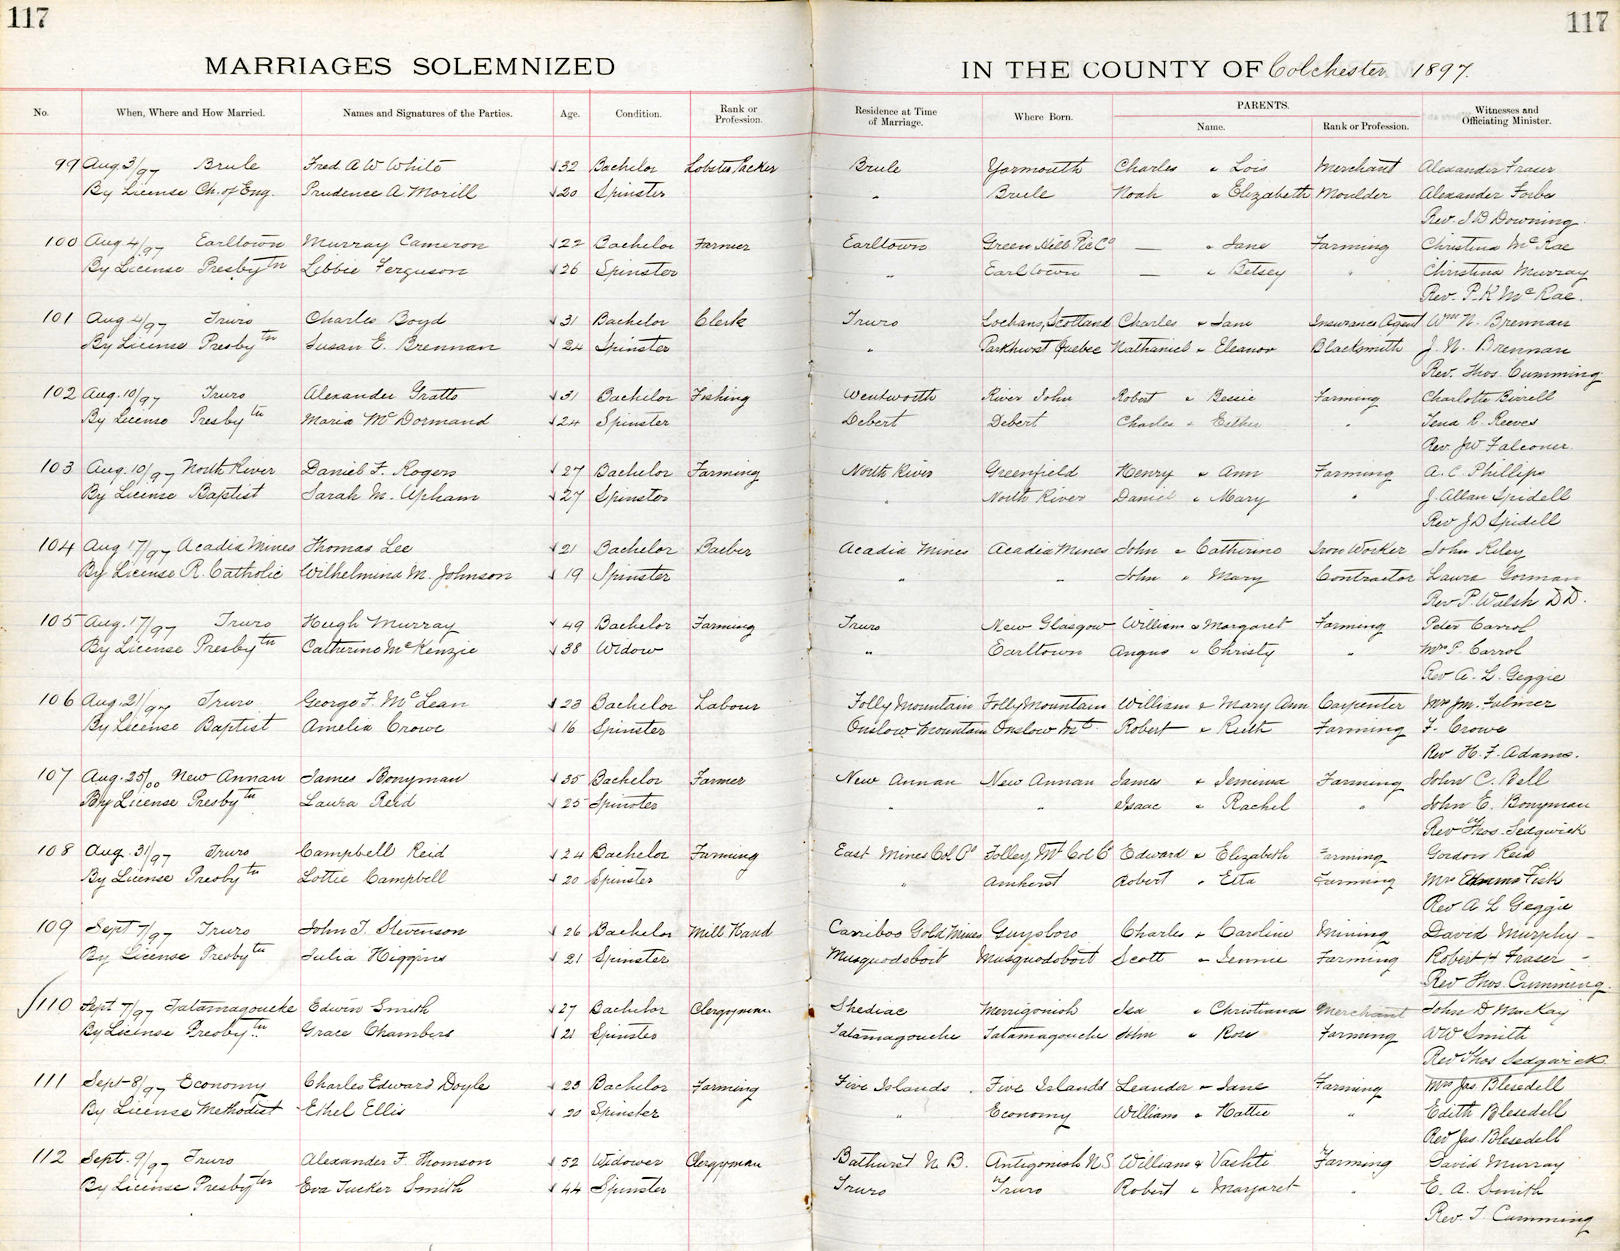 117 117
MARRIAGES SOLEMNIZED IN THE COUNTY OF Colchester 1897.
No. When, Where and How Married. Names and Signatures of the Parties. Age. Condition. Rank or Profession. Residence at Time of Marriage. Where Born. PARENTS. Name. Rank or Profession. Witnesses and Officiating Minister.
99 Aug 3/97 Brule Fred A W White 32 Bachelor Lobster Packer Brule Yarmouth Charles & Lois Merchant Alexander Fraser
By License Ch. of Eng. Prudence A Morill 20 Spinster " Brule Noah & Elizabeth Moulder Alexander Forbes
Rev. J D Downing.
100 Aug 4/97 Earltown Murray Cameron 22 Bachelor Farmer Earltown Green Hill Pic Co — & Jane Farming Christina McRae
By License Presbytn Libbie Ferguson 26 Spinster " Earltown — & Betsey " Christina Murray
Rev. P. K McRae.
101 Aug 4/97 Truro Charles Boyd 31 Bachelor Clerk Truro Lochans, Scotland Charles & Jane Insurance Agent Wm N. Brennan
By License Presbytn Susan E. Brennan 24 Spinster " Parkhurst Quebec Nathaniel & Eleanor Blacksmith J. N. Brennan
Rev. Thos. Cumming.
102 Aug. 10/97 Truro Alexander Gratto 31 Bachelor Fishing Wentworth River John Robert & Bessie Farming Charlotte Birrell
By License Presbytn Maria McDormand 24 Spinster Debert Debert Charles & Esther " Tena R. Reeves
Rev JW Falconer.
103 Aug. 10/97 North River Daniel F. Rogers 27 Bachelor Farming North River Greenfield Henry & Ann Farming A. C. Phillips
By License Baptist Sarah M. Upham 27 Spinster " North River Daniel & Mary " J. Allan Spidell
Rev J D Spidell
104 Aug 17/97 Acadia Mines Thomas Lee 21 Bachelor Barber Acadia Mines Acadia Mines John & Catherine Iron Worker John Riley
By License R. Catholic Wilhelmina M. Johnson 19 Spinster " " John & Mary Contractor Laura Gorman
Rev P. Walsh D D.
105 Aug. 17/97 Truro Hugh Murray 49 Bachelor Farming Truro New Glasgow William & Margaret Farming Peter Carrol
By License Presbytn Catherine McKenzie 38 Widow " Earltown Angus & Christy " Mrs P. Carrol
Rev A. L. Geggie
106 Aug. 21/97 Truro George F. McLean 23 Bachelor Labour Folly Mountain Folly Mountain William & Mary Ann Carpenter Mrs Jm. Fulmer
By License Baptist Amelia Crowe 16 Spinster Onslow Mountain Onslow Mt Robert & Ruth Farming F. Crowe
Rev H. F. Adams.
107 Aug. 25/00 New Annan James Bonyman 35 Bachelor Farmer New Annan New Annan James & Jemima Farming John C. Bell
By License Presbytn Laura Reid 25 Spinster " " Isaac & Rachel " John E. Bonyman
Rev Thos. Sedgwick
108 Aug. 31/97 Truro Campbell Reid 24 Bachelor Farming East Mines Col Co Folley Mt Col Co Edward & Elizabeth Farming Gordon Reid
By License Presbytn Lottie Campbell 20 Spinster " Amherst Robert & Etta Farming Mrs Fisk
Rev A L Geggie
109 Sept 7/97 Truro John T. Stevenson 26 Bachelor Mill Hand Carriboo Gold Mines Guysboro Charles & Caroline Mining David Murphy
By License Presbytn Julia Higgins 21 Spinster Musquodoboit Musquodoboit Scott & Jennie Farming Robert H Fraser
Rev Thos. Cumming.
110 Sept 7/97 Tatamagouche Edwin Smith 27 Bachelor Clergyman Shediac Merrigonish Isa & Christiana Merchant John D MacKay
By License Presbytn Grace Chambers 21 Spinster Tatamagouche Tatamagouche John & Rose Farming WW Smith
Rev Thos Sedgwick
111 Sept 8/97 Economy Charles Edward Doyle 23 Bachelor Farming Five Islands Five Islands Leander & Jane Farming Mrs Jas. Blesedell
By License Methodist Ethel Ellis 20 Spinster " Economy William & Hattie " Edith Blesedell
Rev Jas. Blesedell
112 Sept. 9/97 Truro Alexander F. Thomson 52 Widower Clergyman Bathurst N. B. Antigonish N.S. William & Vashti Farming David Murray
By License Presbytn Eva Tucker Smith 44 Spinster Truro Truro Robert & Margaret " E. A. Smith
Rev. T. Cumming